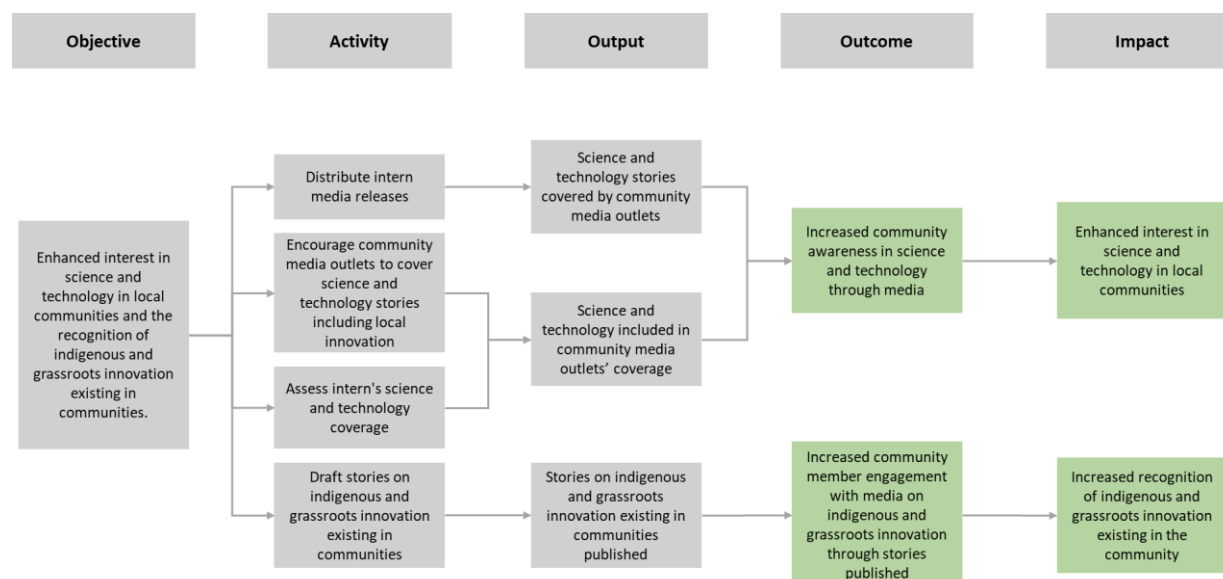 Objective
Activity
Output
Outcome
Impact
Enhanced interest in
science and
technology in local
communities and the
recognition of
indigenous and
grassroots innovation
existing in
communities.
Distribute intern
media releases
Encourage community
media outlets to cover
science and
technology stories
including local
innovation
Assess intern's science
and technology
coverage
Draft stories on
indigenous and
grassroots innovation
existing in
communities
Science and
technology stories
covered by community
media outlets
Science and
technology included in
community media
outlets’ coverage
Stories on indigenous
and grassroots
innovation existing in
communities
published
Increased community
awareness in science
and technology
through media
Increased community
member engagement
with media on
indigenous and
grassroots innovation
through stories
published
Enhanced interest in
science and
technology in local
communities
Increased recognition
of indigenous and
grassroots innovation
existing in the
community